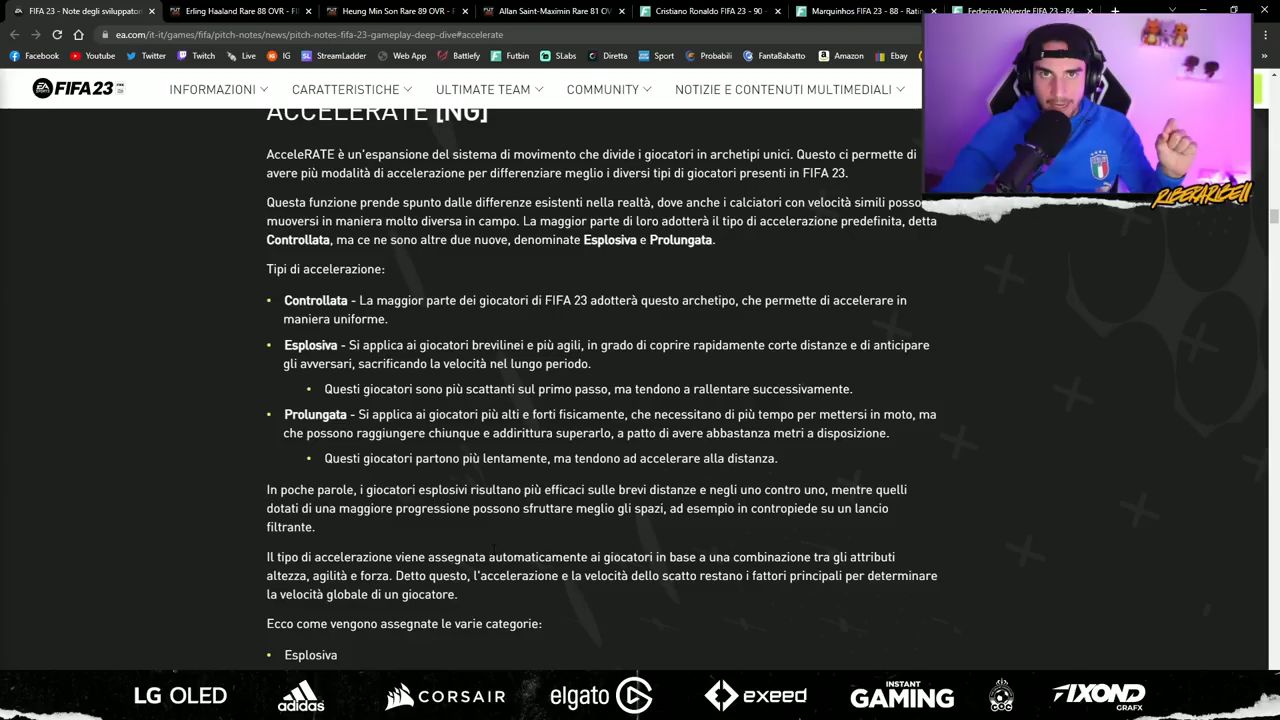 FIFA 23 - Note degli sviluppator
Erling Haaland Rare 88 OVR - FI
Heung Min Son Rare 89 OVR - F
Allan Saint-Maximin Rare 81 O
Cristiano Ronaldo FIFA 23 - 90 -
Marquinhos FIFA 23 - 88 - Ratin
Federico Valverde FIFA 23 - 84
ea.com/it-it/games/fifa/pitch-notes/news/pitch-notes-fifa-23-gameplay-deep-dive#accelerate
Facebook
Youtube
Twitter
Twitch
Live
IG
StreamLadder
Web App
Battlefy
Futbin
SLabs
Diretta
Sport
Probabili
FantaBabatto
Amazon
Ebay
FIFA 23
INFORMAZIONI
CARATTERISTICHE
ULTIMATE TEAM
COMMUNITY
NOTIZIE E CONTENUTI MULTIMEDIALI
ACCELERATE [NG]
AcceleRATE è un'espansione del sistema di movimento che divide i giocatori in archetipi unici. Questo ci permette di
avere più modalità di accelerazione per differenziare meglio i diversi tipi di giocatori presenti in FIFA 23.
Questa funzione prende spunto dalle differenze esistenti nella realtà, dove anche i calciatori con velocità simili posso
muoversi in maniera molto diversa in campo. La maggior parte di loro adotterà il tipo di accelerazione predefinita, detta
Controllata, ma ce ne sono altre due nuove, denominate Esplosiva e Prolungata.
Tipi di accelerazione:
• Controllata - La maggior parte dei giocatori di FIFA 23 adotterà questo archetipo, che permette di accelerare in
maniera uniforme.
• Esplosiva - Si applica ai giocatori brevilinei e più agili, in grado di coprire rapidamente corte distanze e di anticipare
gli avversari, sacrificando la velocità nel lungo periodo.
• Questi giocatori sono più scattanti sul primo passo, ma tendono a rallentare successivamente.
• Prolungata - Si applica ai giocatori più alti e forti fisicamente, che necessitano di più tempo per mettersi in moto, ma
che possono raggiungere chiunque e addirittura superarlo, a patto di avere abbastanza metri a disposizione.
• Questi giocatori partono più lentamente, ma tendono ad accelerare alla distanza.
In poche parole, i giocatori esplosivi risultano più efficaci sulle brevi distanze e negli uno contro uno, mentre quelli
dotati di una maggiore progressione possono sfruttare meglio gli spazi, ad esempio in contropiede su un lancio
filtrante.
Il tipo di accelerazione viene assegnata automaticamente ai giocatori in base a una combinazione tra gli attributi
altezza, agilità e forza. Detto questo, l'accelerazione e la velocità dello scatto restano i fattori principali per determinare
la velocità globale di un giocatore.
Ecco come vengono assegnate le varie categorie:
• Esplosiva
RIBERARIBELL
LG OLED
adidas
CORSAIR
elgato
exeed
INSTANT
GAMING
FIXOND
GRAFX